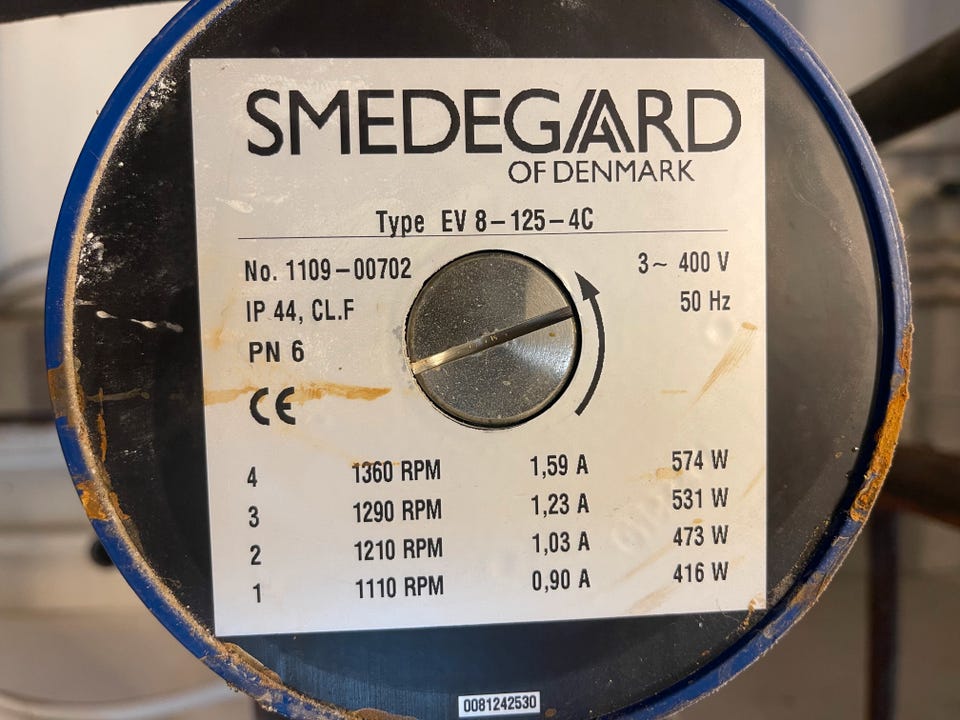 SMEDEGAARD
OF DENMARK
Type EV 8-125-4C
No. 1109-00702
3~ 400 V
IP 44, CL.F
50 Hz
PN 6
CE
4 1360 RPM 1,59 A 574 W
3 1290 RPM 1,23 A 531 W
2 1210 RPM 1,03 A 473 W
1 1110 RPM 0,90 A 416 W
0081242530